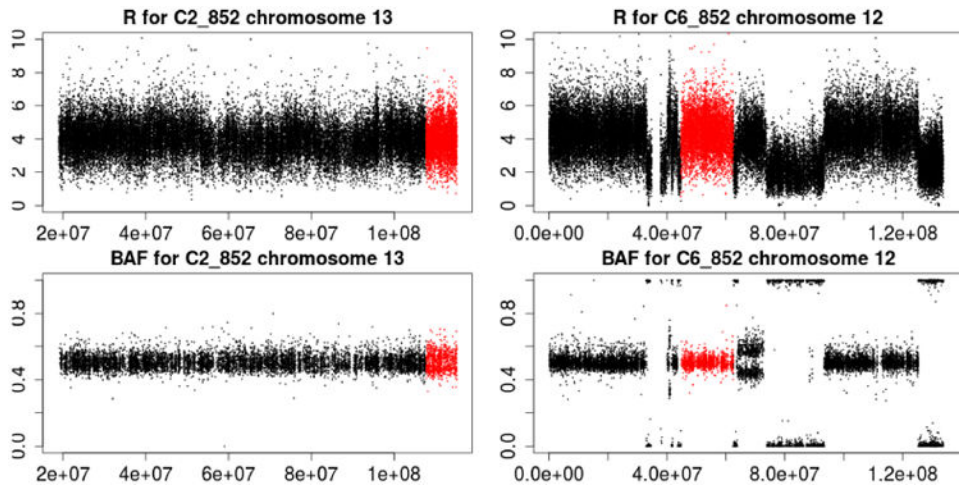 R for C2_852 chromosome 13
10
8
6
4
2
0
2e+07 4e+07 6e+07 8e+07 1e+08
R for C6_852 chromosome 12
10
8
6
4
2
0
0.0e+00 4.0e+07 8.0e+07 1.2e+08
BAF for C2_852 chromosome 13
0.8
0.4
0.0
2e+07 4e+07 6e+07 8e+07 1e+08
BAF for C6_852 chromosome 12
0.8
0.4
0.0
0.0e+00 4.0e+07 8.0e+07 1.2e+08